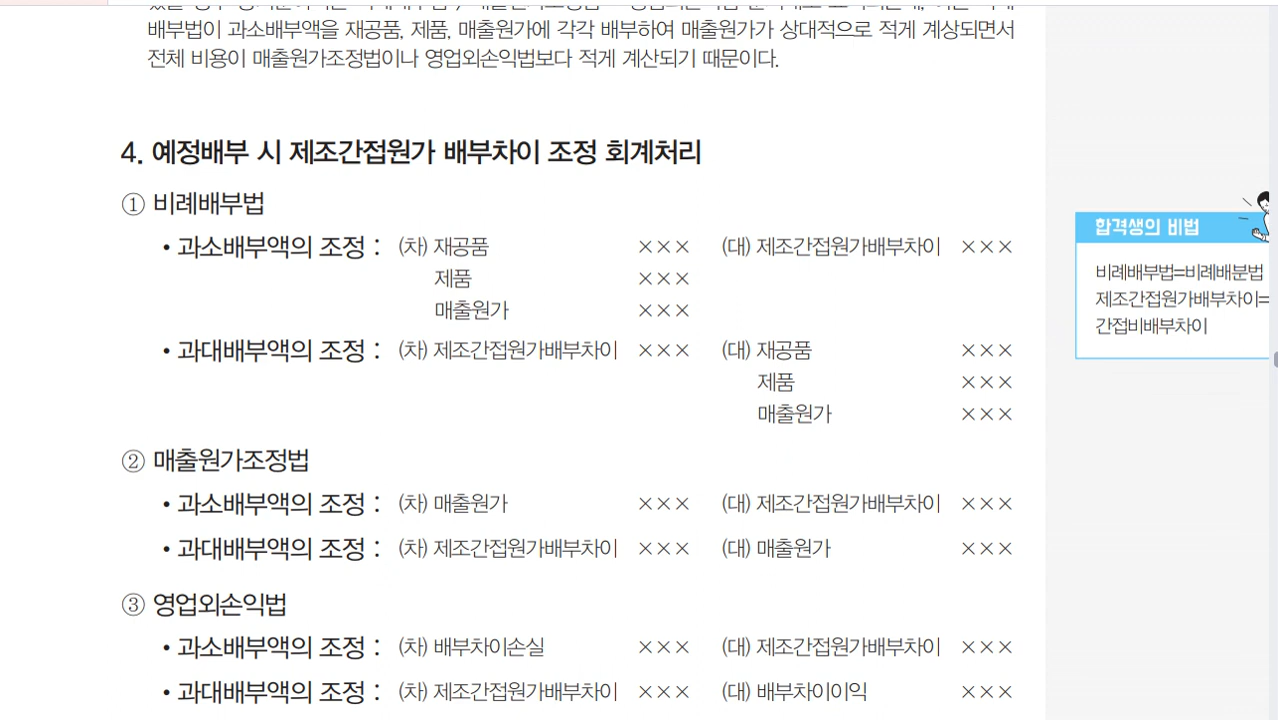 배부법이 과소배부액을 재공품, 제품, 매출원가에 각각 배부하여 매출원가가 상대적으로 적게 계상되면서
전체 비용이 매출원가조정법이나 영업외손익법보다 적게 계산되기 때문이다.
4. 예정배부 시 제조간접원가 배부차이 조정 회계처리
① 비례배부법
• 과소배부액의 조정 : (차) 재공품 ××× (대) 제조간접원가배부차이 ×××
제품 ×××
매출원가 ×××
• 과대배부액의 조정 : (차) 제조간접원가배부차이 ××× (대) 재공품 ×××
제품 ×××
매출원가 ×××
② 매출원가조정법
• 과소배부액의 조정 : (차) 매출원가 ××× (대) 제조간접원가배부차이 ×××
• 과대배부액의 조정 : (차) 제조간접원가배부차이 ××× (대) 매출원가 ×××
③ 영업외손익법
• 과소배부액의 조정 : (차) 배부차이손실 ××× (대) 제조간접원가배부차이 ×××
• 과대배부액의 조정 : (차) 제조간접원가배부차이 ××× (대) 배부차이이익 ×××
합격생의 비법
비례배부법=비례배분법
제조간접원가배부차이=
간접비배부차이